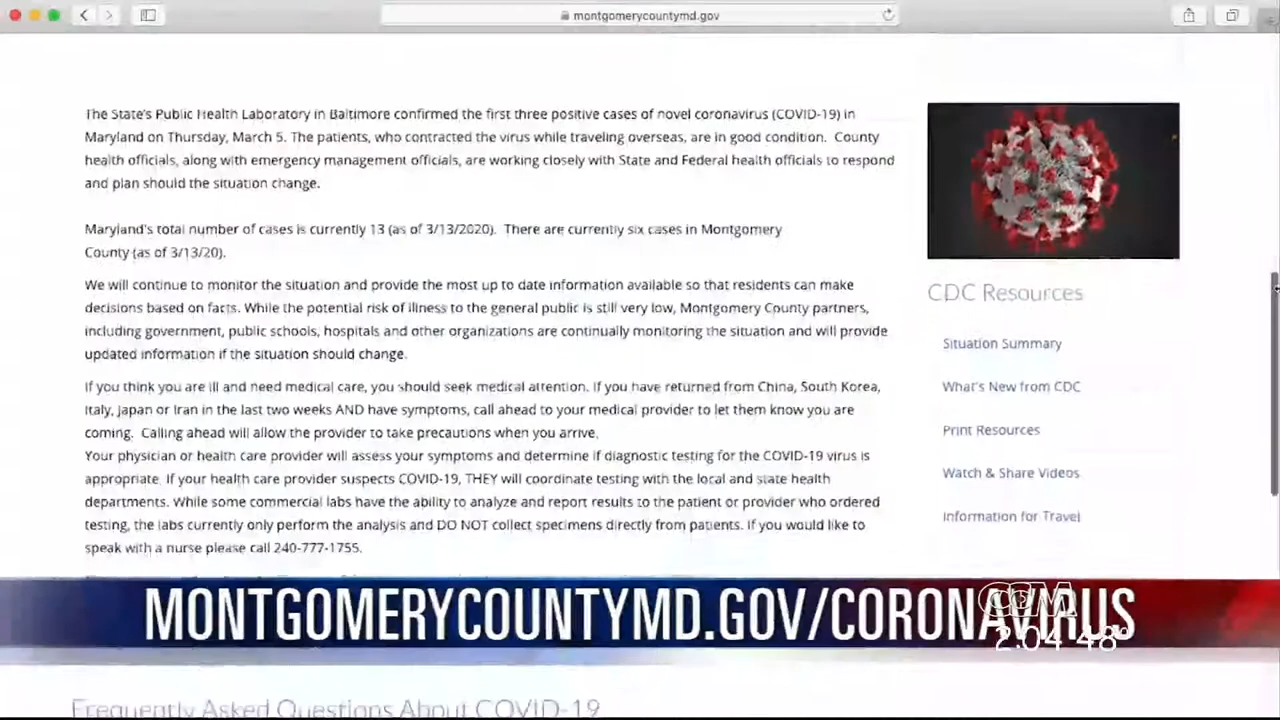 montgomerycountymd.gov
The State's Public Health Laboratory in Baltimore confirmed the first three positive cases of novel coronavirus (COVID-19) in
Maryland on Thursday, March 5. The patients, who contracted the virus while traveling overseas, are in good condition. County
health officials, along with emergency management officials, are working closely with State and Federal health officials to respond
and plan should the situation change.
Maryland's total number of cases is currently 13 (as of 3/13/2020). There are currently six cases in Montgomery
County (as of 3/13/20).
We will continue to monitor the situation and provide the most up to date information available so that residents can make
decisions based on facts. While the potential risk of illness to the general public is still very low, Montgomery County partners,
including government, public schools, hospitals and other organizations are continually monitoring the situation and will provide
updated information if the situation should change.
If you think you are ill and need medical care, you should seek medical attention. If you have returned from China, South Korea,
Italy, Japan or Iran in the last two weeks AND have symptoms, call ahead to your medical provider to let them know you are
coming. Calling ahead will allow the provider to take precautions when you arrive.
Your physician or health care provider will assess your symptoms and determine if diagnostic testing for the COVID-19 virus is
appropriate. If your health care provider suspects COVID-19, THEY will coordinate testing with the local and state health
departments. While some commercial labs have the ability to analyze and report results to the patient or provider who ordered
testing, the labs currently only perform the analysis and DO NOT collect specimens directly from patients. If you would like to
speak with a nurse please call 240-777-1755.
CDC Resources
Situation Summary
What's New from CDC
Print Resources
Watch & Share Videos
Information for Travel
MONTGOMERYCOUNTYMD.GOV/CORONAVIRUS
CCM
2:04 48°
Frequently Asked Questions About COVID-19